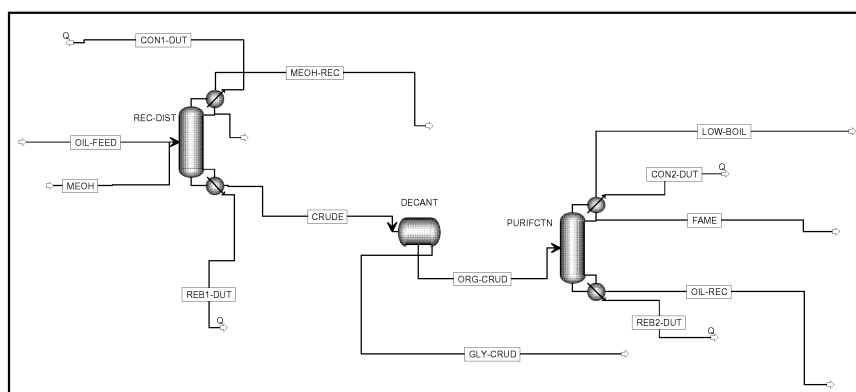 Q
CON1-DUT
MEOH-REC
REC-DIST
OIL-FEED
MEOH
CRUDE
REB1-DUT
Q
DECANT
ORG-CRUD
GLY-CRUD
LOW-BOIL
CON2-DUT
Q
PURIFCTN
FAME
OIL-REC
REB2-DUT
Q